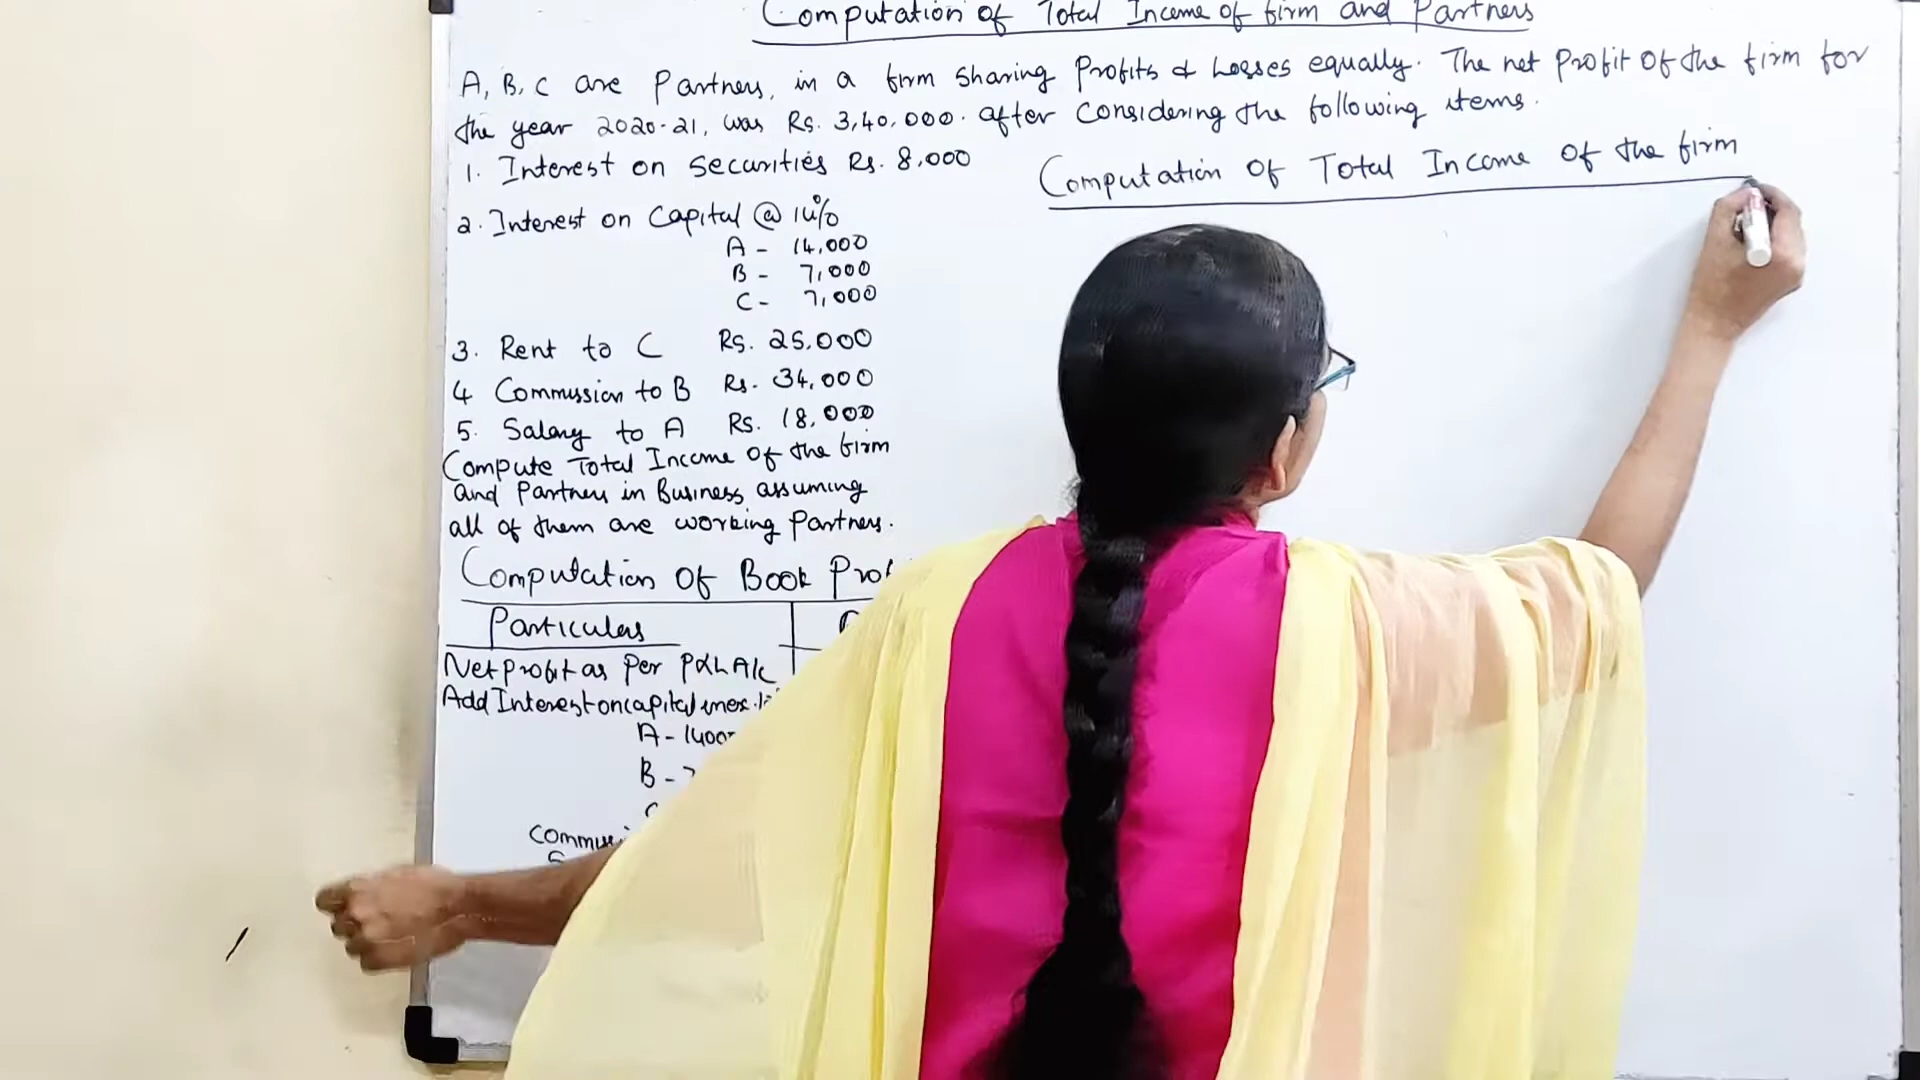 Computation of Total Income of firm and Partners
A, B, C are Partners, in a firm sharing Profits & Losses equally. The net Profit of the firm for
the year 2020-21, was Rs. 3,40,000. after Considering the following items.
1. Interest on Securities Rs. 8,000
2. Interest on Capital @ 14%
A - 14,000
B - 7,000
C - 7,000
3. Rent to C Rs. 25,000
4 Commission to B Rs. 34,000
5. Salary to A Rs. 18,000
Compute Total Income of the firm
and Partners in Business, assuming
all of them are working Partners.
Computation of Book Prof
Particulars
Net profit as Per P&L A/c
Add Interest on capital inex.
A - 1400
B - 7
C
Commissi
S
Computation of Total Income of the firm